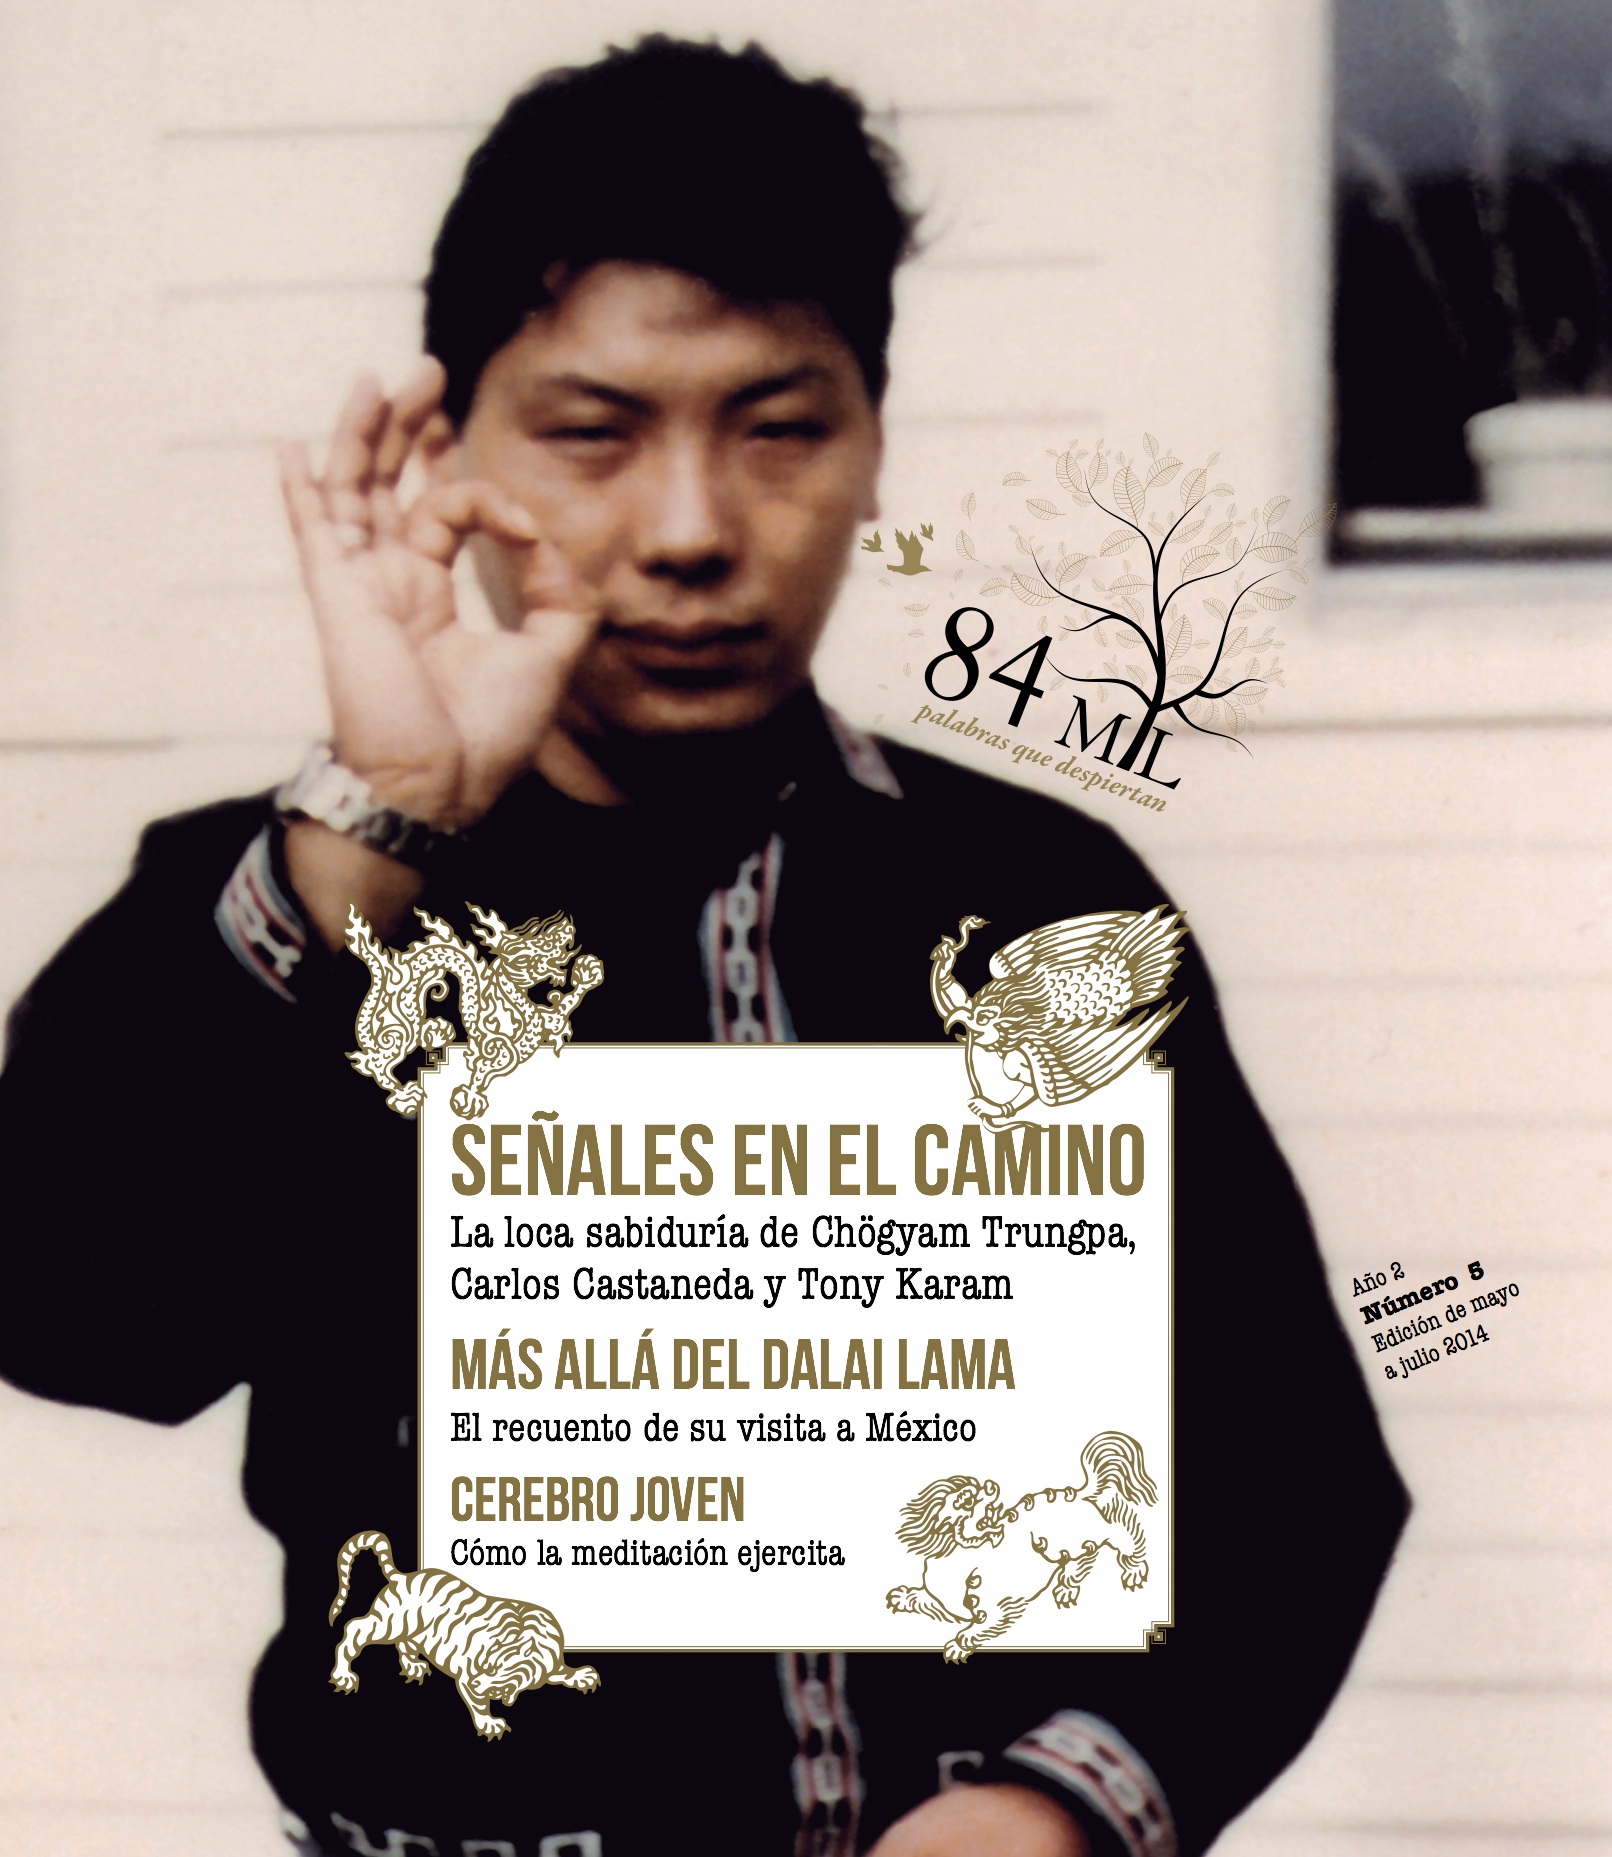 84 MIL
palabras que despiertan
SEÑALES EN EL CAMINO
La loca sabiduría de Chögyam Trungpa,
Carlos Castaneda y Tony Karam
MÁS ALLÁ DEL DALAI LAMA
El recuento de su visita a México
CEREBRO JOVEN
Cómo la meditación ejercita
Año 2
Número 5
Edición de mayo
a julio 2014